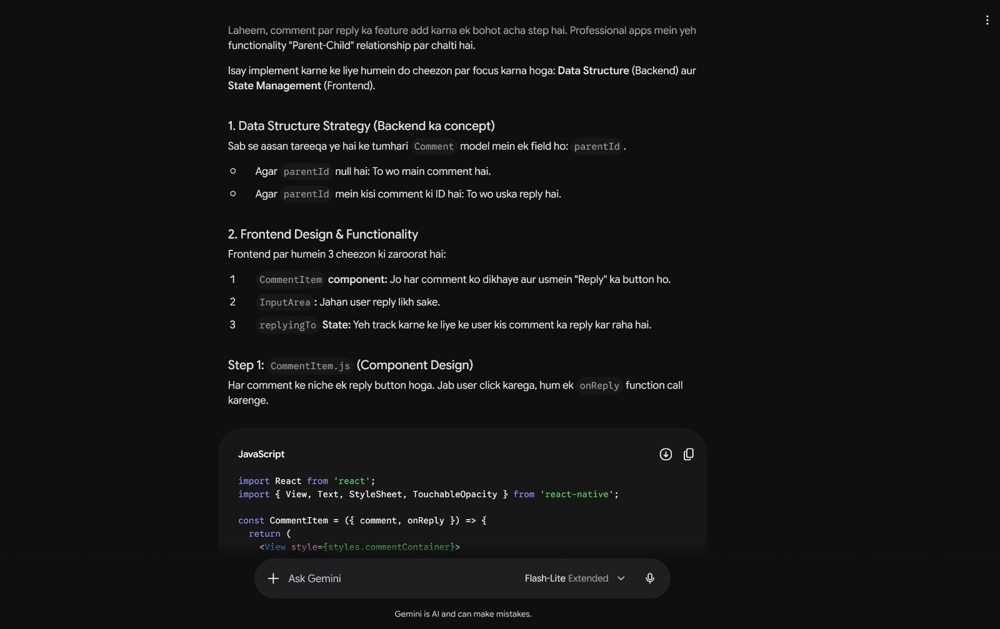 Laheem, comment par reply ka feature add karna ek bohot acha step hai. Professional apps mein yeh
functionality "Parent-Child" relationship par chalti hai.
Isay implement karne ke liye humein do cheezon par focus karna hoga: Data Structure (Backend) aur
State Management (Frontend).
1. Data Structure Strategy (Backend ka concept)
Sab se aasan tareeqa ye hai ke tumhari Comment model mein ek field ho: parentId .
Agar parentId null hai: To wo main comment hai.
Agar parentId mein kisi comment ki ID hai: To wo uska reply hai.
2. Frontend Design & Functionality
Frontend par humein 3 cheezon ki zaroorat hai:
1 CommentItem component: Jo har comment ko dikhaye aur usmein "Reply" ka button ho.
2 InputArea : Jahan user reply likh sake.
3 replyingTo State: Yeh track karne ke liye ke user kis comment ka reply kar raha hai.
Step 1: CommentItem.js (Component Design)
Har comment ke niche ek reply button hoga. Jab user click karega, hum ek onReply function call
karenge.
JavaScript
import React from 'react';
import { View, Text, StyleSheet, TouchableOpacity } from 'react-native';
const CommentItem = ({ comment, onReply }) => {
return (
<View style={styles.commentContainer}>
Ask Gemini
Flash-Lite Extended
Gemini is AI and can make mistakes.